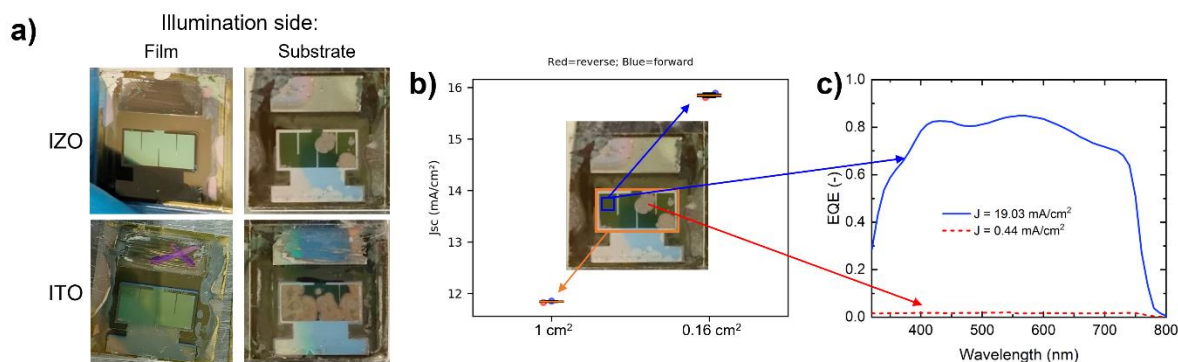 a)
Illumination side:
Film
Substrate
IZO
ITO
b)
Red=reverse; Blue=forward
Jsc (mA/cm²)
16
15
14
13
12
1 cm²
0.16 cm²
c)
EQE (-)
1.0
0.8
0.6
0.4
0.2
0.0
J = 19.03 mA/cm²
J = 0.44 mA/cm²
400
500
600
700
800
Wavelength (nm)